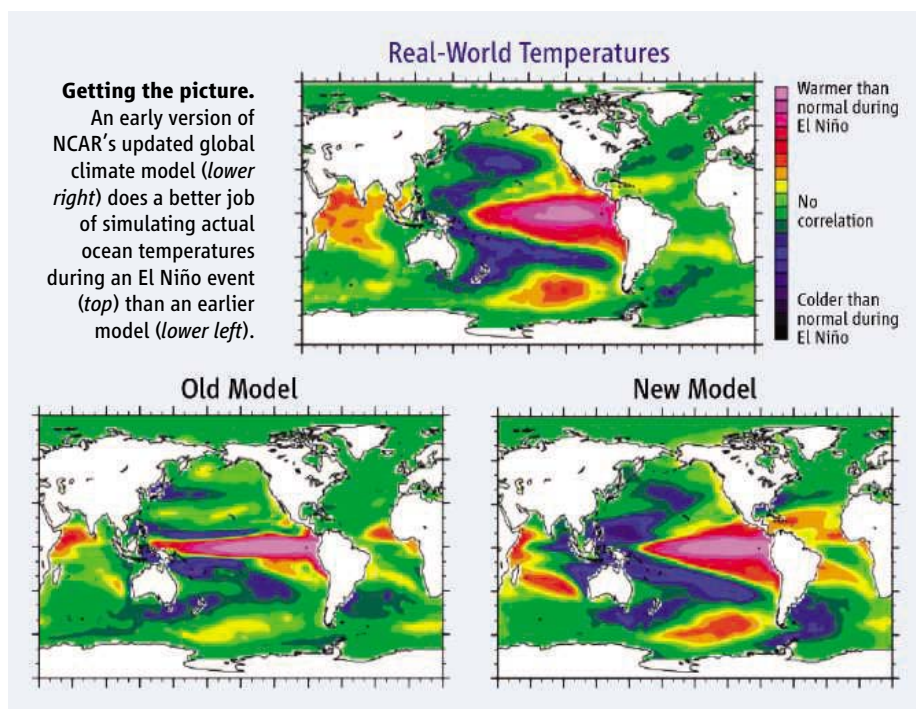 Real-World Temperatures
Getting the picture.
An early version of
NCAR's updated global
climate model (lower
right) does a better job
of simulating actual
ocean temperatures
during an El Niño event
(top) than an earlier
model (lower left).
Warmer than
normal during
El Niño
No
correlation
Colder than
normal during
El Niño
Old Model
New Model